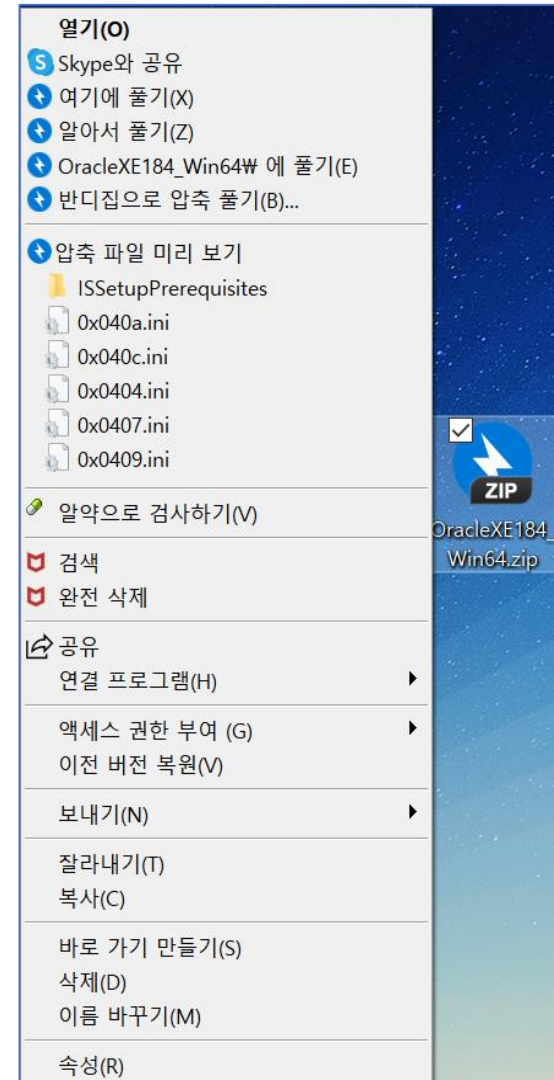 열기(O)
Skype와 공유
여기에 풀기(X)
알아서 풀기(Z)
OracleXE184_Win64₩ 에 풀기(E)
반디집으로 압축 풀기(B)...
압축 파일 미리 보기
ISSetupPrerequisites
0x040a.ini
0x040c.ini
0x0404.ini
0x0407.ini
0x0409.ini
알약으로 검사하기(V)
검색
완전 삭제
공유
연결 프로그램(H)
액세스 권한 부여 (G)
이전 버전 복원(V)
보내기(N)
잘라내기(T)
복사(C)
바로 가기 만들기(S)
삭제(D)
이름 바꾸기(M)
속성(R)
ZIP
OracleXE184_
Win64.zip